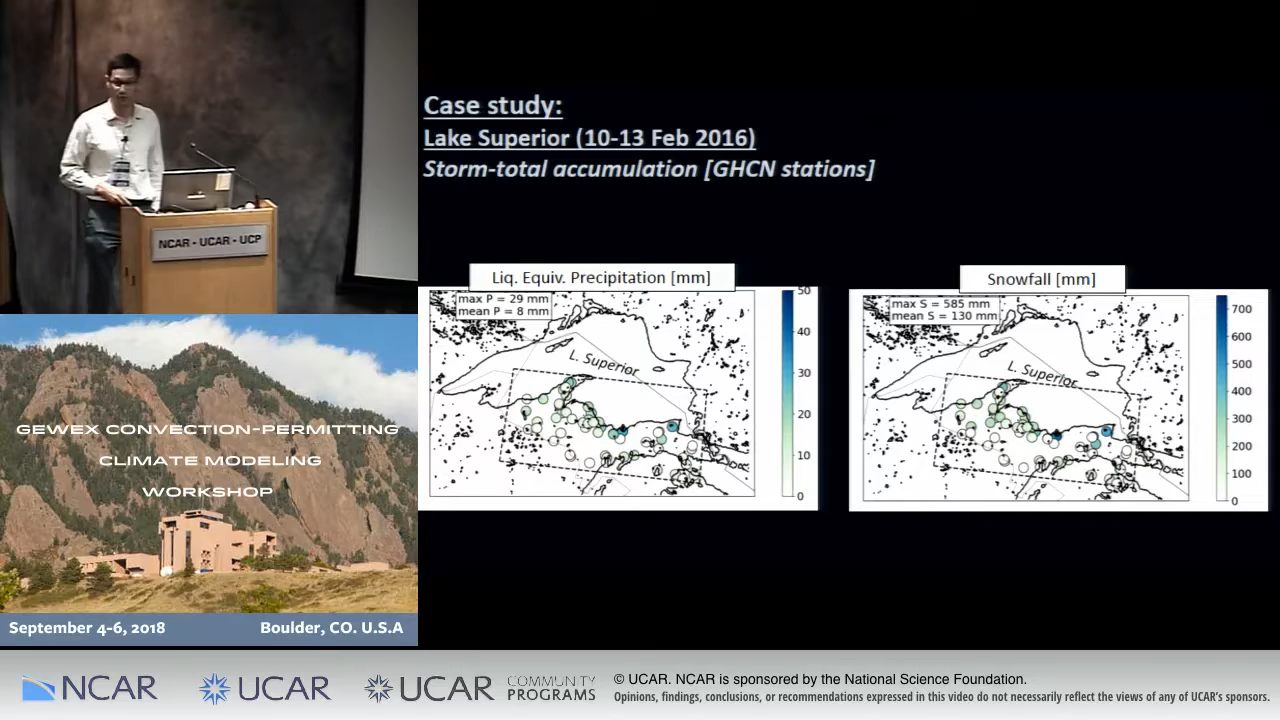 Case study:
Lake Superior (10-13 Feb 2016)
Storm-total accumulation [GHCN stations]
Liq. Equiv. Precipitation [mm]
max P = 29 mm
mean P = 8 mm
L. Superior
50
40
30
20
10
0
Snowfall [mm]
max S = 585 mm
mean S = 130 mm
L. Superior
700
600
500
400
300
200
100
0
NCAR - UCAR - UCP
GEWEX CONVECTION-PERMITTING
CLIMATE MODELING
WORKSHOP
September 4-6, 2018
Boulder, CO. U.S.A
NCAR
UCAR
UCAR
COMMUNITY
PROGRAMS
© UCAR. NCAR is sponsored by the National Science Foundation.
Opinions, findings, conclusions, or recommendations expressed in this video do not necessarily reflect the views of any of UCAR's sponsors.